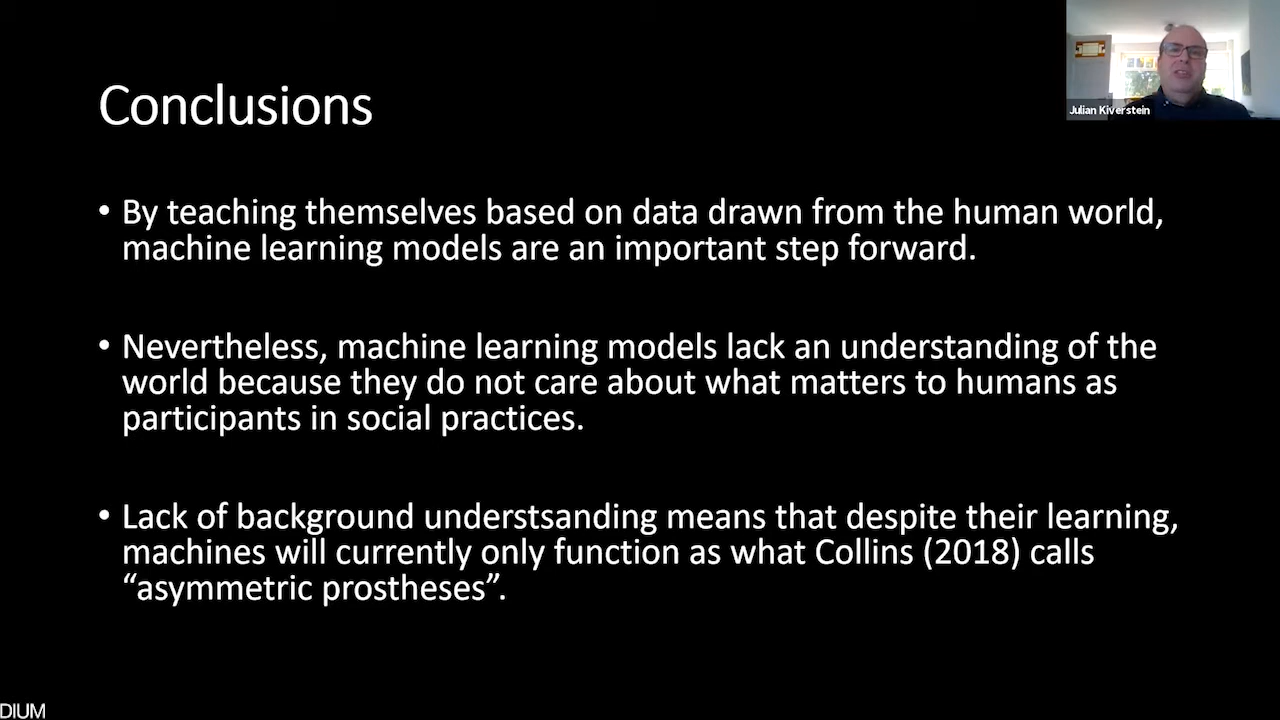 Julian Kiverstein
Conclusions
• By teaching themselves based on data drawn from the human world,
machine learning models are an important step forward.
• Nevertheless, machine learning models lack an understanding of the
world because they do not care about what matters to humans as
participants in social practices.
• Lack of background understsanding means that despite their learning,
machines will currently only function as what Collins (2018) calls
“asymmetric prostheses”.
DIUM